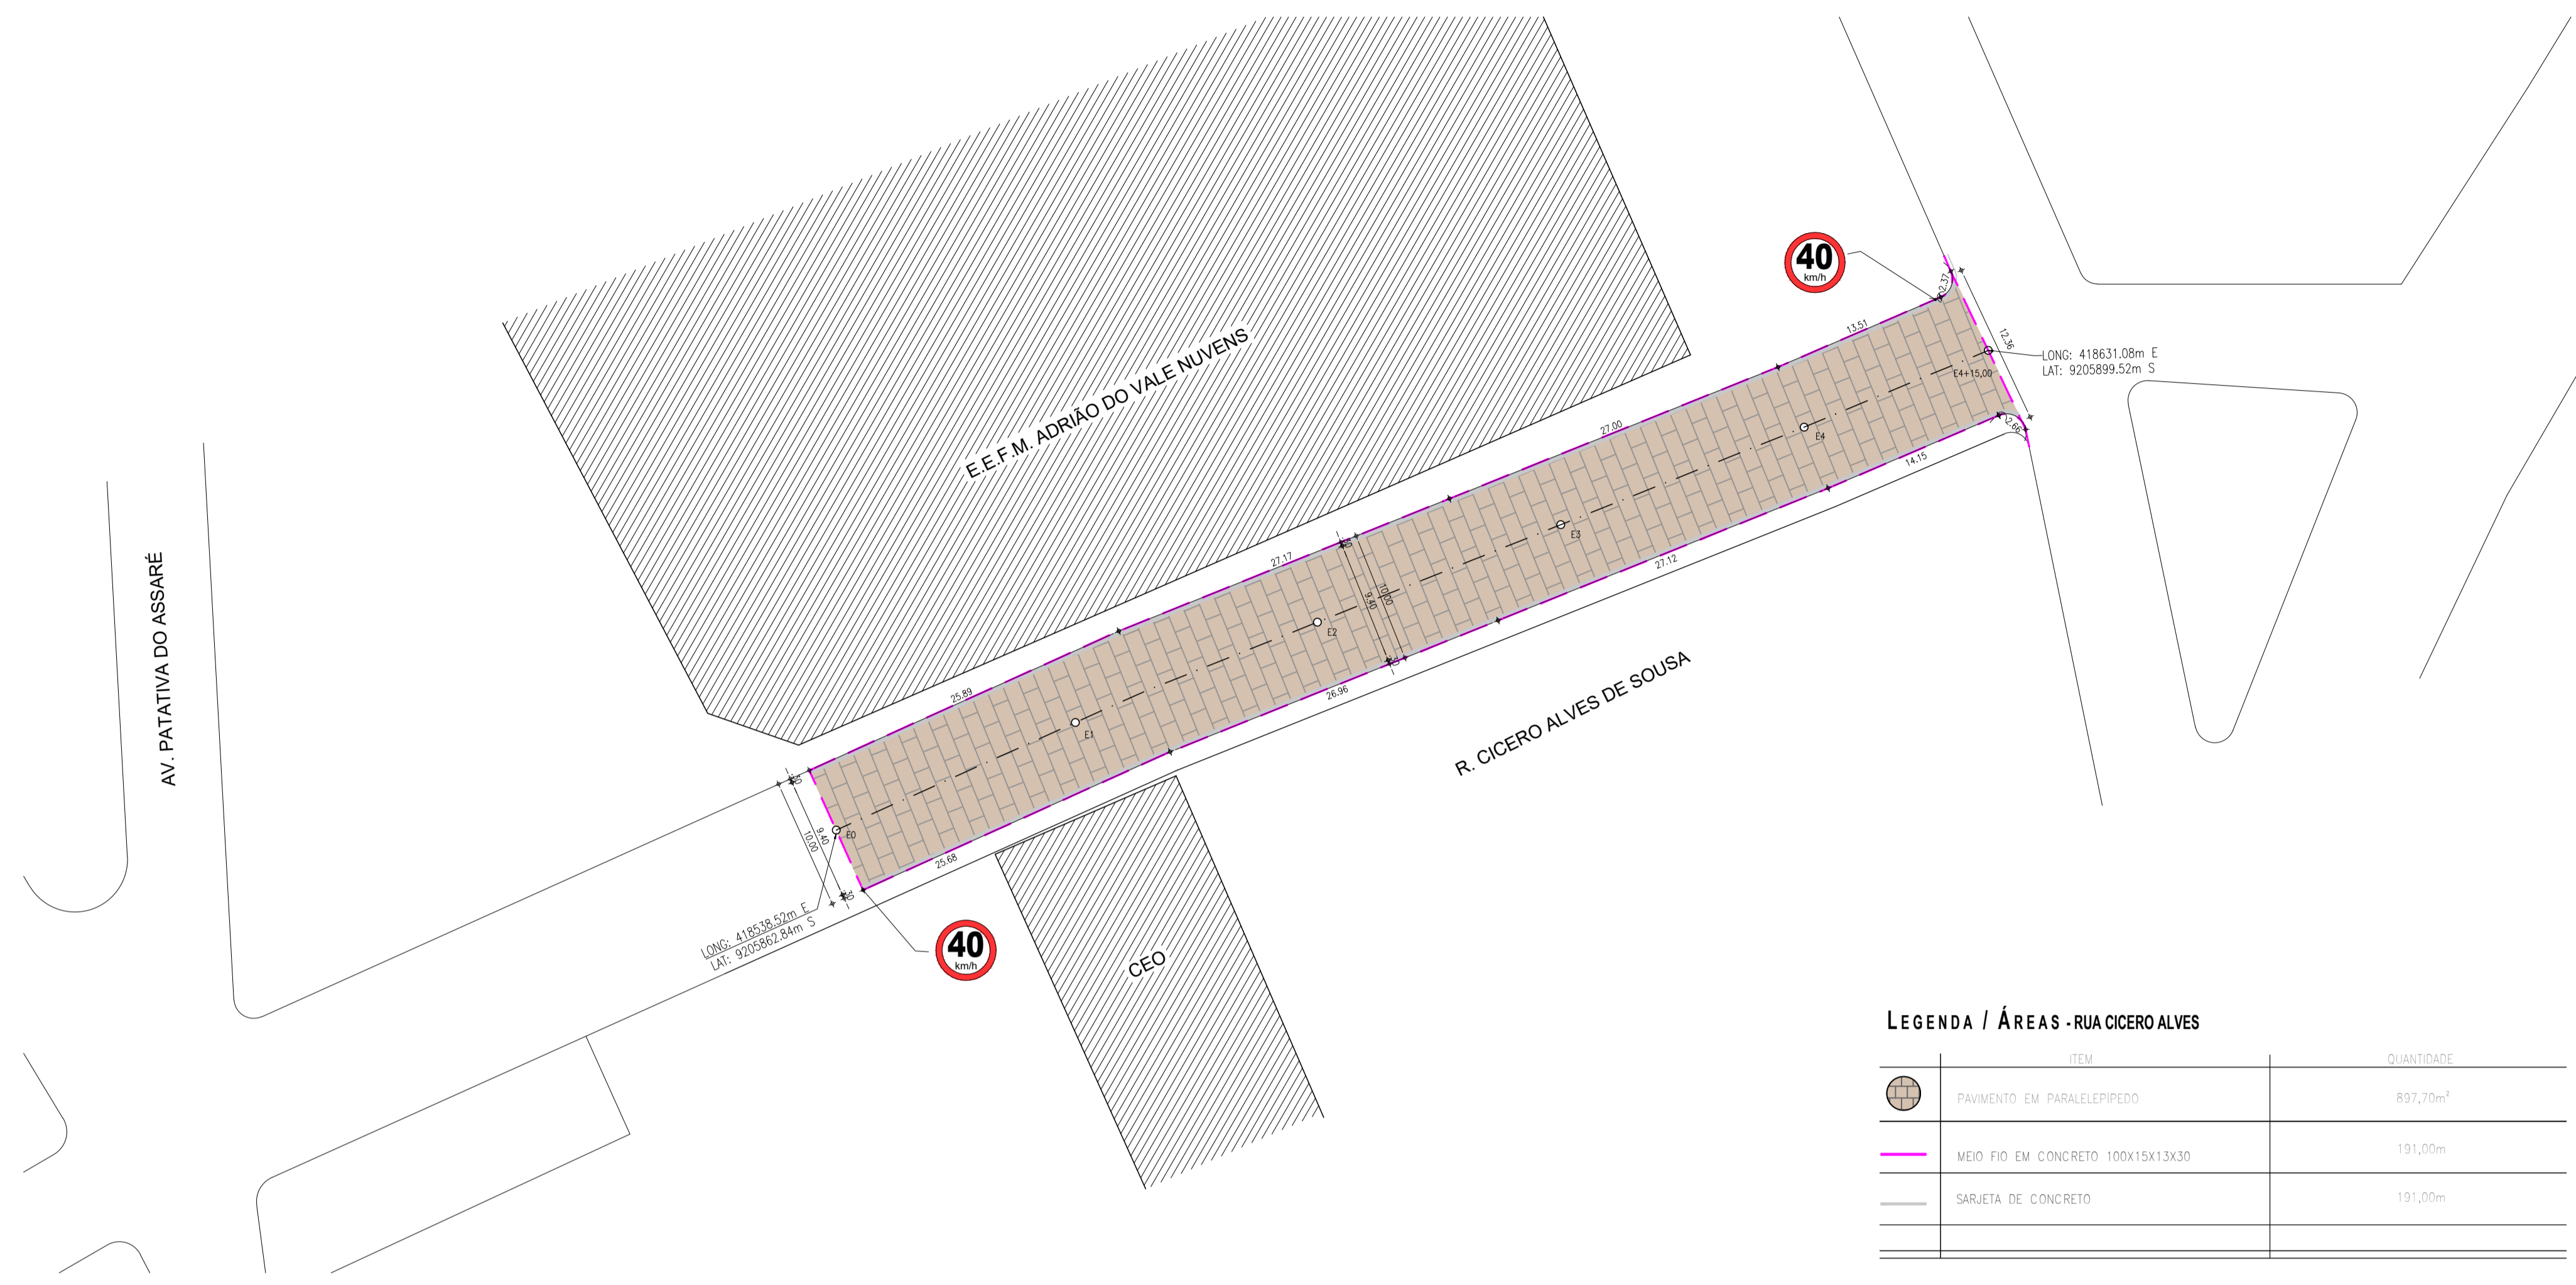 40
km/h
2.37
13.51
12.36
LONG: 418631.08m E
LAT: 9205899.52m S
E4+15,00
E.E.F.M. ADRIÃO DO VALE NUVENS
27.00
E4
2.66
14.15
E3
27.12
27.17
10.00
9.40
E2
26.96
R. CICERO ALVES DE SOUSA
AV. PATATIVA DO ASSARÉ
25.89
E1
E0
9.40
10.00
25.68
LONG: 418538.52m E
LAT: 9205862.84m S
40
km/h
CEO
LEGENDA / ÁREAS - RUA CICERO ALVES
ITEM QUANTIDADE
PAVIMENTO EM PARALELEPÍPEDO 897,70m²
MEIO FIO EM CONCRETO 100X15X13X30 191,00m
SARJETA DE CONCRETO 191,00m